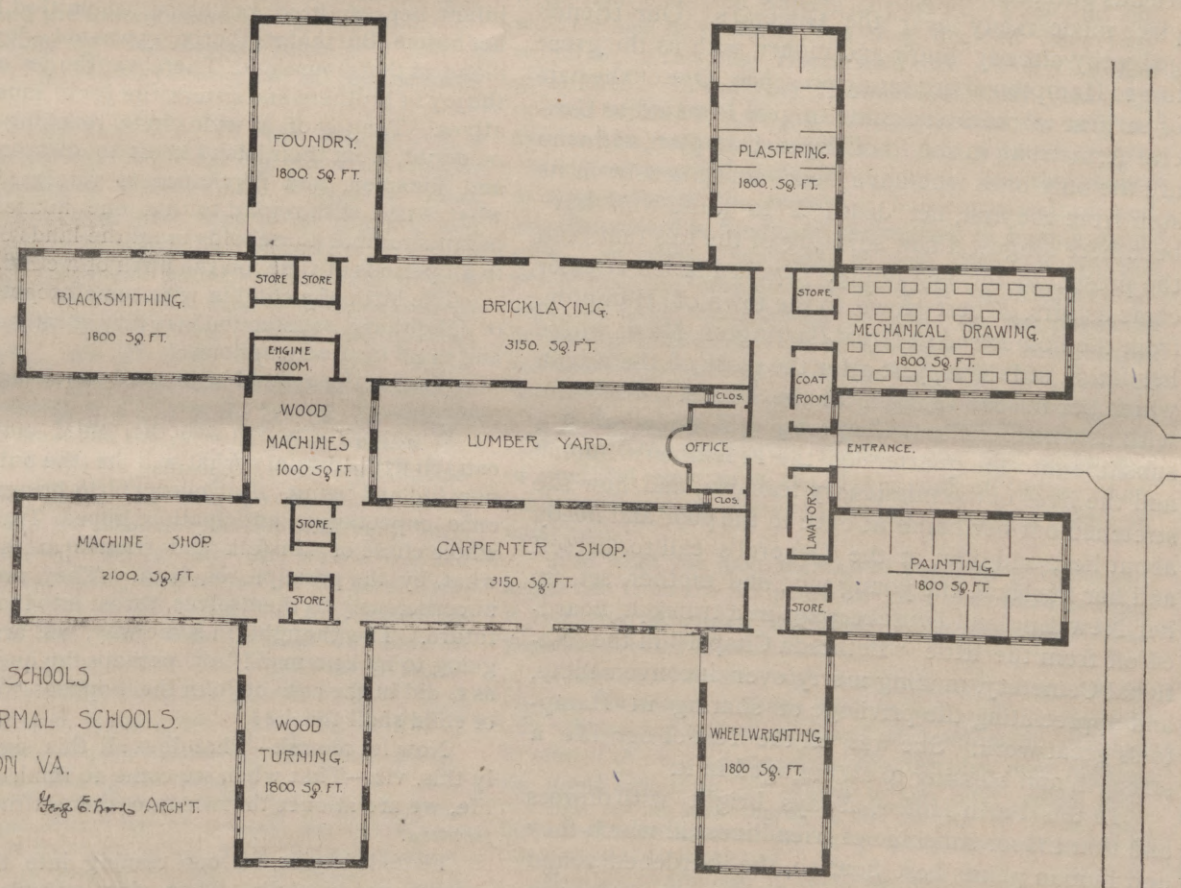 FOUNDRY.
1800. SQ. FT.
PLASTERING.
1800. SQ. FT.
BLACKSMITHING.
1800 SQ. FT.
STORE
STORE
ENGINE
ROOM.
BRICKLAYING.
3150. SQ. F'T.
STORE
MECHANICAL DRAWING.
1800 SQ. FT.
COAT
ROOM.
WOOD
MACHINES
1000 SQ FT.
LUMBER YARD.
CLOS.
OFFICE
CLOS.
ENTRANCE.
MACHINE SHOP
2100. SQ. FT.
STORE
STORE.
CARPENTER SHOP.
3150 SQ. FT.
LAVATORY
STORE
PAINTING.
1800 SQ. FT.
WOOD
TURNING.
1800. SQ. FT.
WHEELWRIGHTING.
1800 SQ. FT.
SCHOOLS
RMAL SCHOOLS.
ON VA.
ARCH'T.